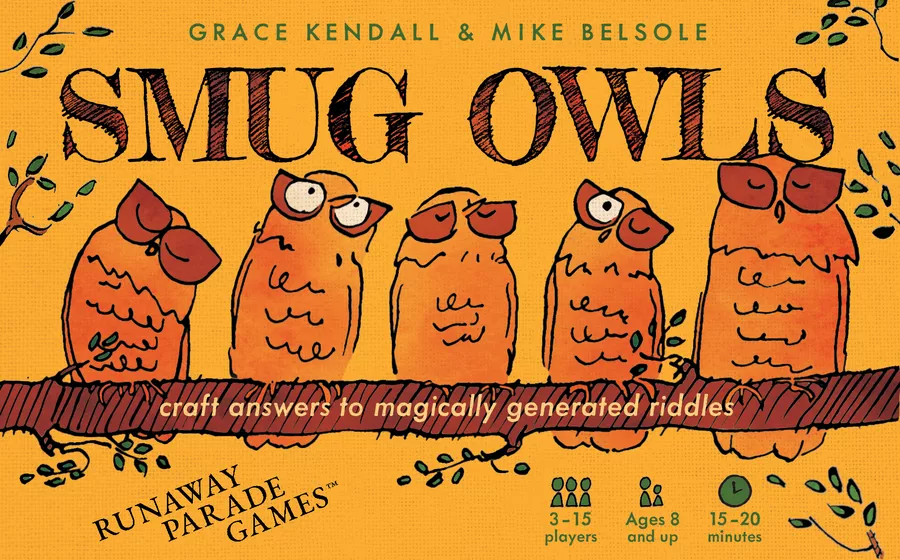 GRACE KENDALL & MIKE BELSOLE
SMUG OWLS
craft answers to magically generated riddles
RUNAWAY
PARADE
GAMES™
3–15
players
Ages 8
and up
15–20
minutes